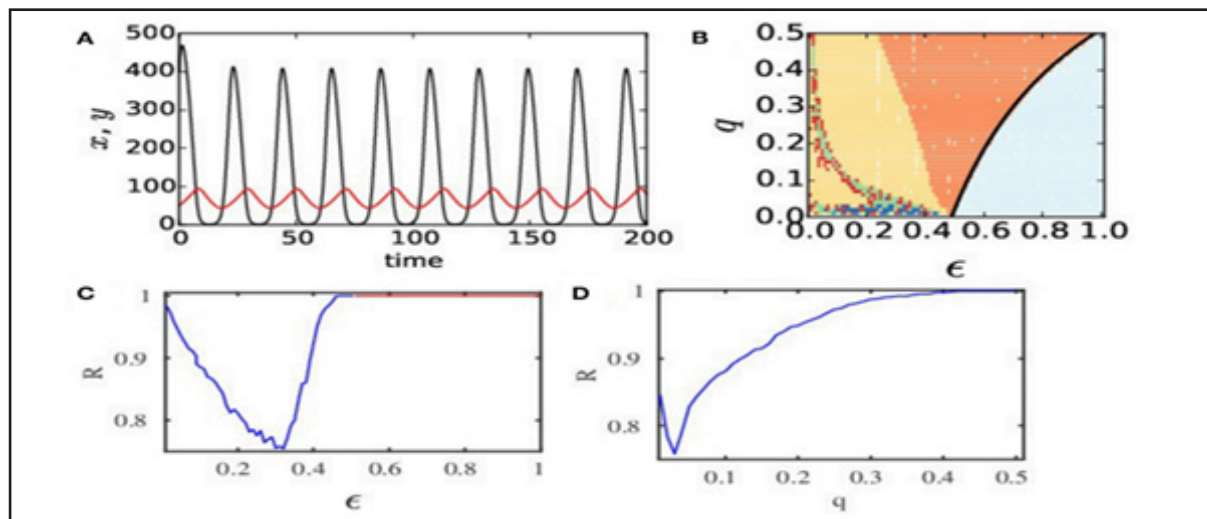 A
500
400
300
200
100
0
x, y
0 50 100 150 200
time
B
0.5
0.4
0.3
0.2
0.1
0.0
q
0.0 0.2 0.4 0.6 0.8 1.0
ϵ
C
1
0.9
0.8
R
0.2 0.4 0.6 0.8 1
ϵ
D
1
0.9
0.8
R
0.1 0.2 0.3 0.4 0.5
q